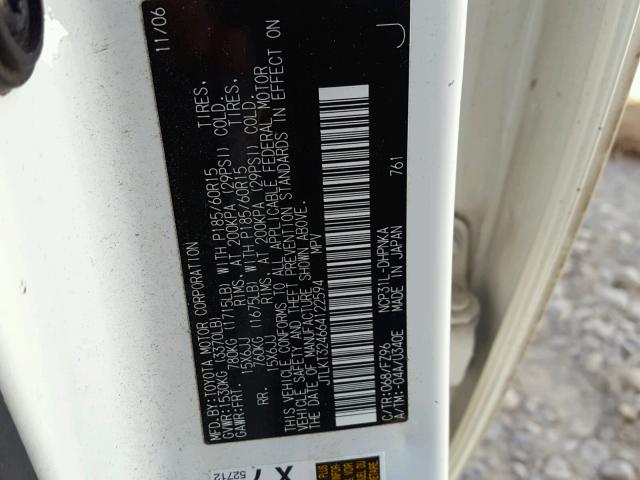 MFD.BY:TOYOTA MOTOR CORPORATION 11/06
GVWR:1530KG (3370LB)
GAWR:FRT. 780KG (1715LB) WITH P185/60R15 TIRES,
15X6JJ RIMS, AT 200KPA (29PSI) COLD.
RR. 760KG (1675LB) WITH P185/60R15 TIRES,
15X6JJ RIMS, AT 200KPA (29PSI) COLD.
THIS VEHICLE CONFORMS TO ALL APPLICABLE FEDERAL MOTOR
VEHICLE SAFETY AND THEFT PREVENTION STANDARDS IN EFFECT ON
THE DATE OF MANUFACTURE SHOWN ABOVE.
JTLKT324664122594 MPV J
C/TR:068/FZ96 NCP31L-DHPNKA
A/TM:-04A/U340E MADE IN JAPAN 761
52712